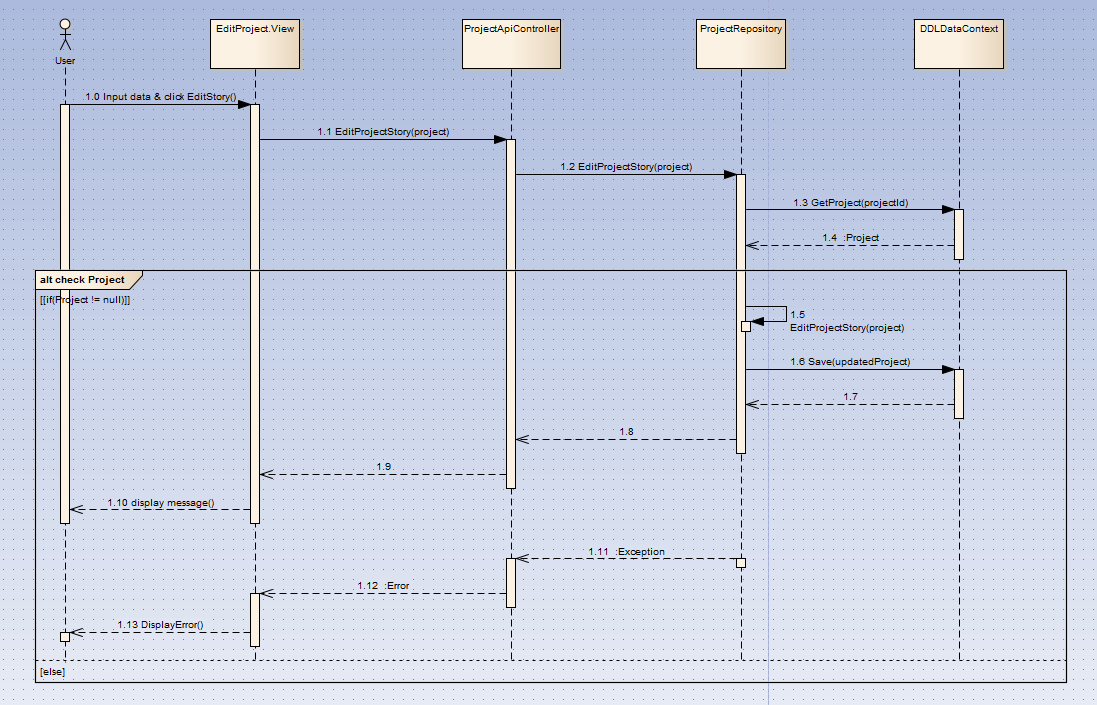 EditProject.View
ProjectApiController
ProjectRepository
DDLDataContext
User
1.0 Input data & click EditStory()
1.1 EditProjectStory(project)
1.2 EditProjectStory(project)
1.3 GetProject(projectId)
1.4 :Project
alt check Project
[[if(Project != null)]]
1.5
EditProjectStory(project)
1.6 Save(updatedProject)
1.7
1.8
1.9
1.10 display message()
1.11 :Exception
1.12 :Error
1.13 DisplayError()
[else]